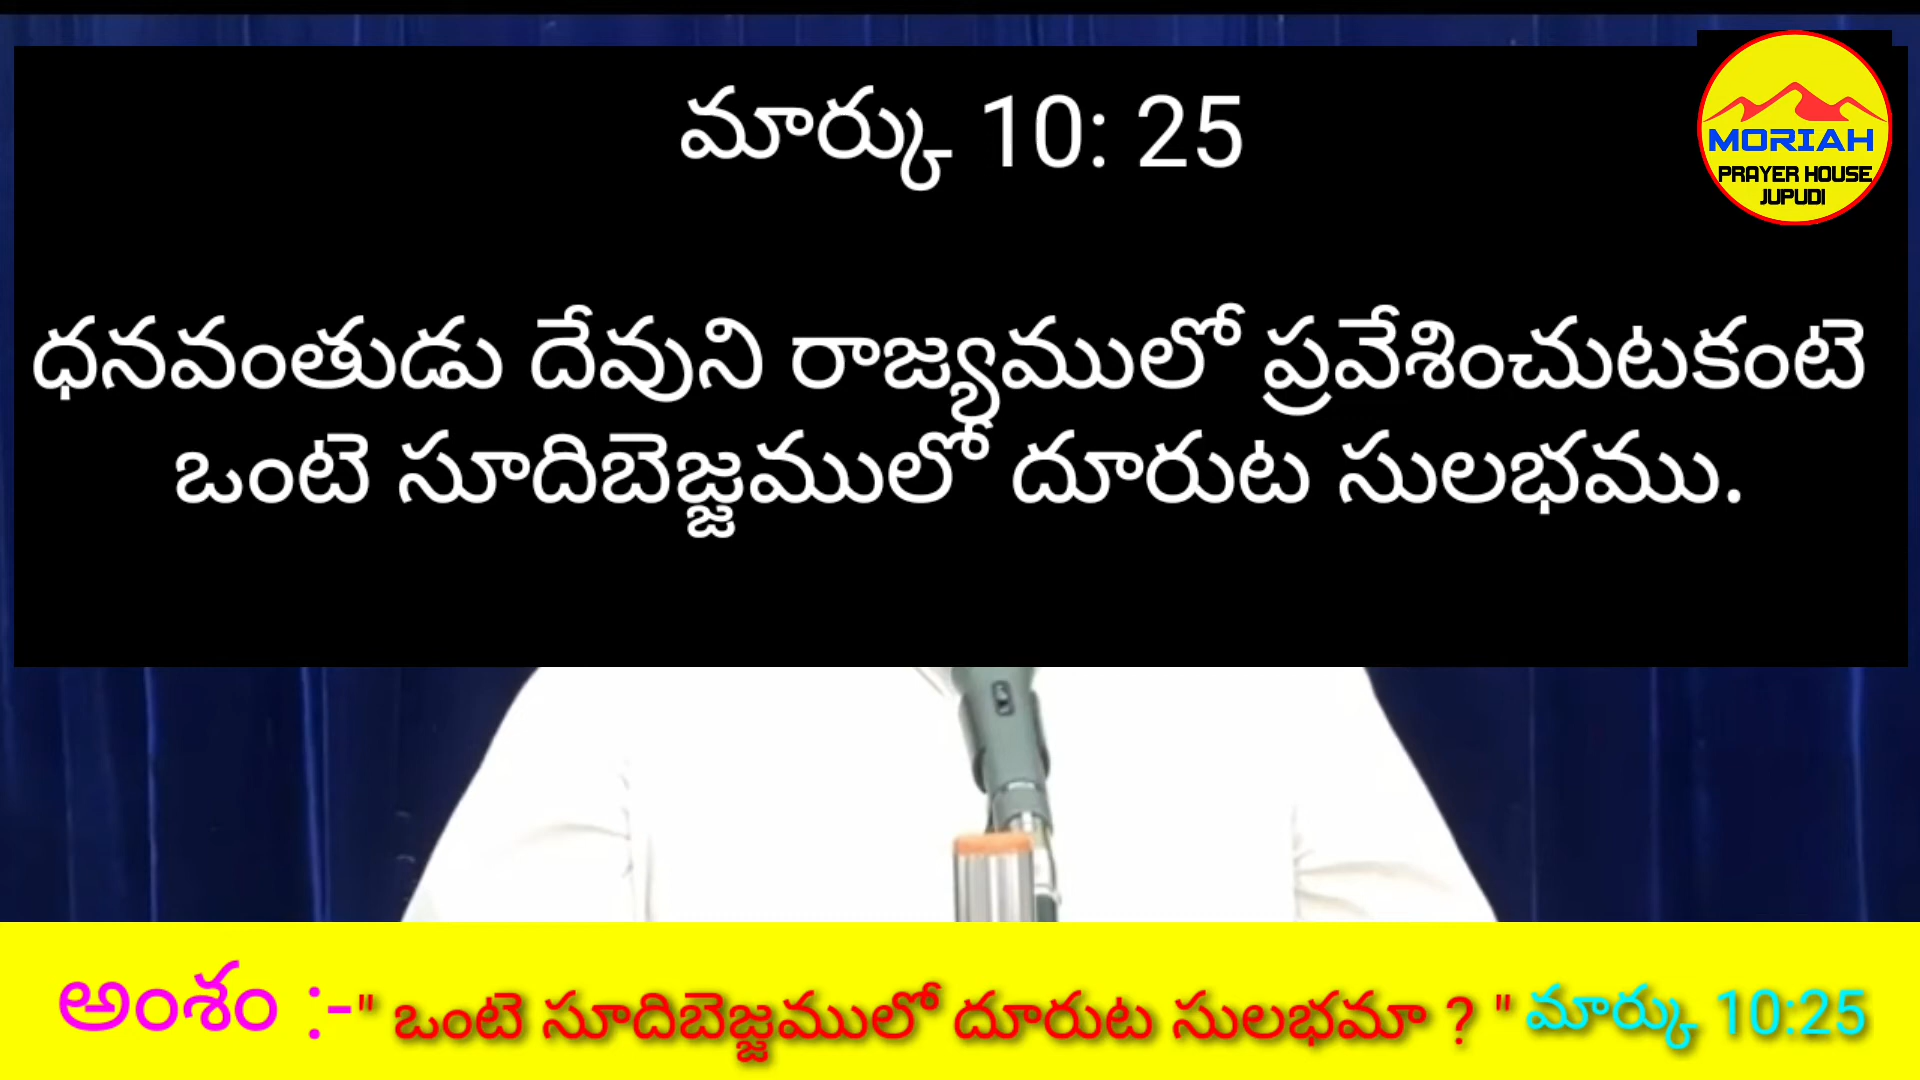 మార్కు 10: 25
MORIAH
PRAYER HOUSE
JUPUDI
ధనవంతుడు దేవుని రాజ్యములో ప్రవేశించుటకంటె
ఒంటె సూదిబెజ్జములో దూరుట సులభము.
అంశం :-" ఒంటె సూదిబెజ్జములో దూరుట సులభమా ? " మార్కు 10:25